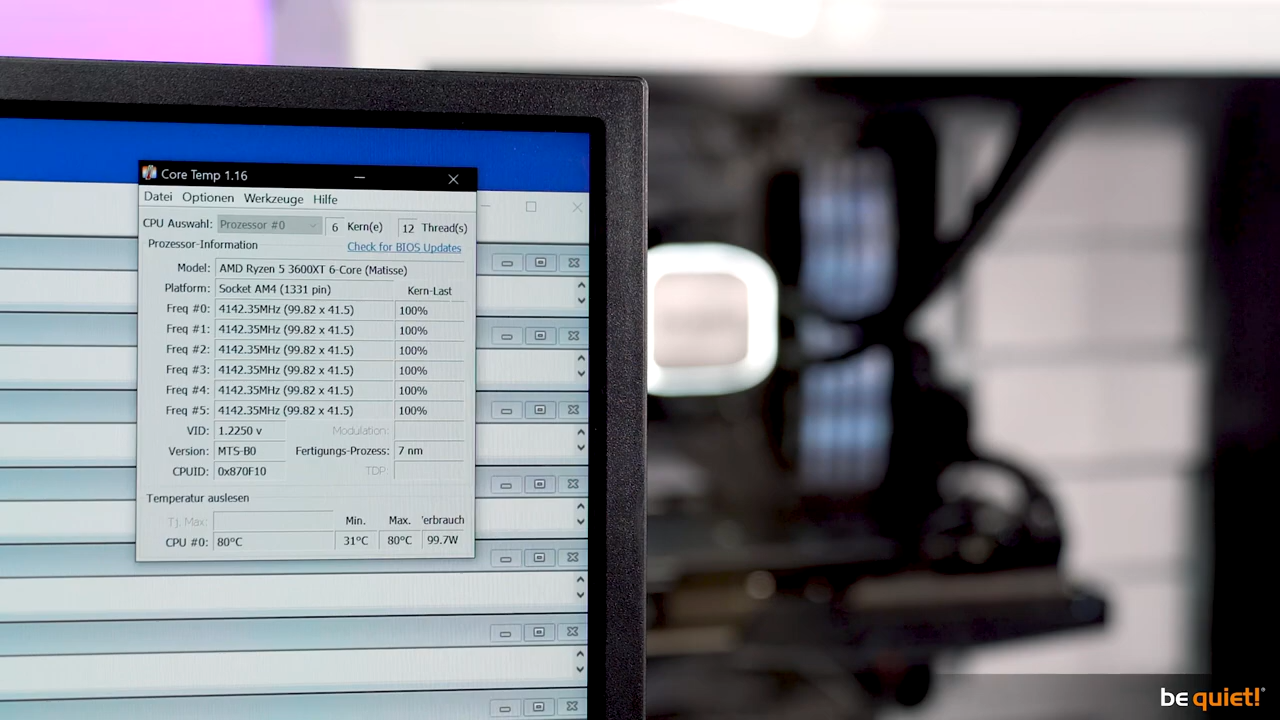 Core Temp 1.16
Datei Optionen Werkzeuge Hilfe
CPU Auswahl: Prozessor #0 6 Kern(e) 12 Thread(s)
Prozessor-Information Check for BIOS Updates
Model: AMD Ryzen 5 3600XT 6-Core (Matisse)
Platform: Socket AM4 (1331 pin) Kern-Last
Freq #0: 4142.35MHz (99.82 x 41.5) 100%
Freq #1: 4142.35MHz (99.82 x 41.5) 100%
Freq #2: 4142.35MHz (99.82 x 41.5) 100%
Freq #3: 4142.35MHz (99.82 x 41.5) 100%
Freq #4: 4142.35MHz (99.82 x 41.5) 100%
Freq #5: 4142.35MHz (99.82 x 41.5) 100%
VID: 1.2250 v Modulation:
Version: MTS-B0 Fertigungs-Prozess: 7 nm
CPUID: 0x870F10 TDP:
Temperatur auslesen
Tj. Max: Min. Max. 'erbrauch
CPU #0: 80°C 31°C 80°C 99.7W
be quiet!®